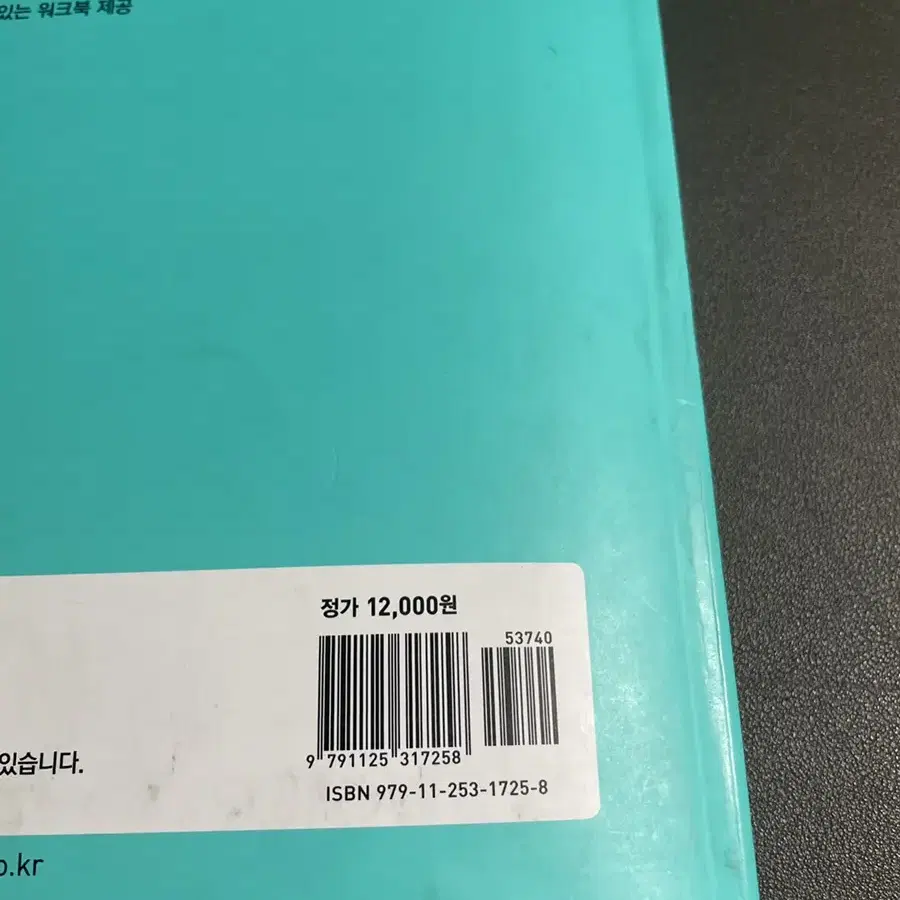 있는 워크북 제공
정가 12,000원
53740
9 791125 317258
있습니다.
ISBN 979-11-253-1725-8
o.kr